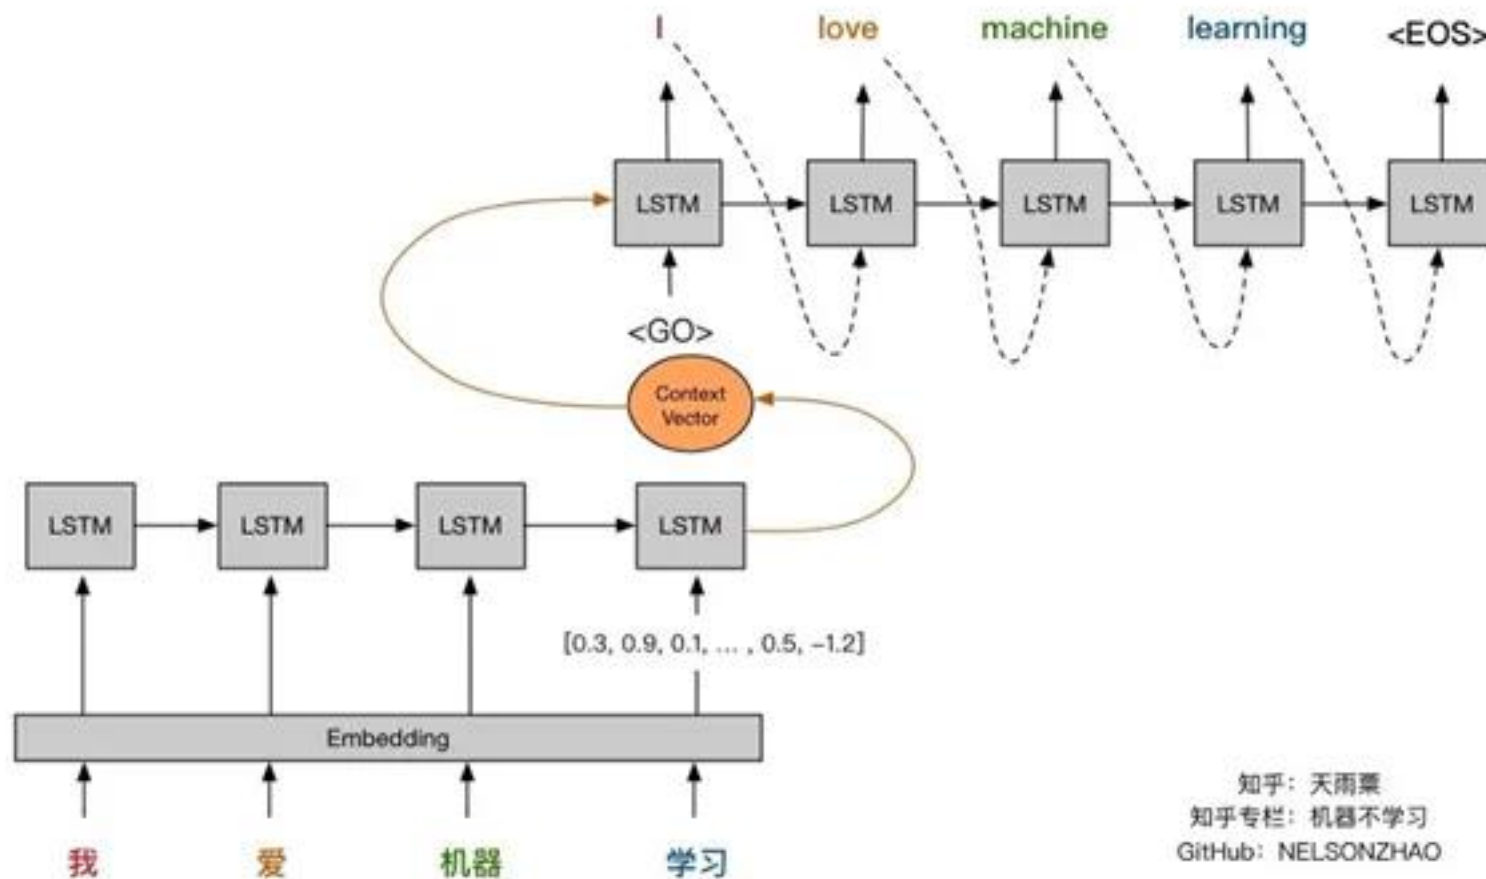 I love machine learning <EOS>
LSTM LSTM LSTM LSTM LSTM
<GO>
Context
Vector
LSTM LSTM LSTM LSTM
[0.3, 0.9, 0.1, ... , 0.5, -1.2]
Embedding
我 爱 机器 学习
知乎：天雨粟
知乎专栏：机器不学习
GitHub：NELSONZHAO